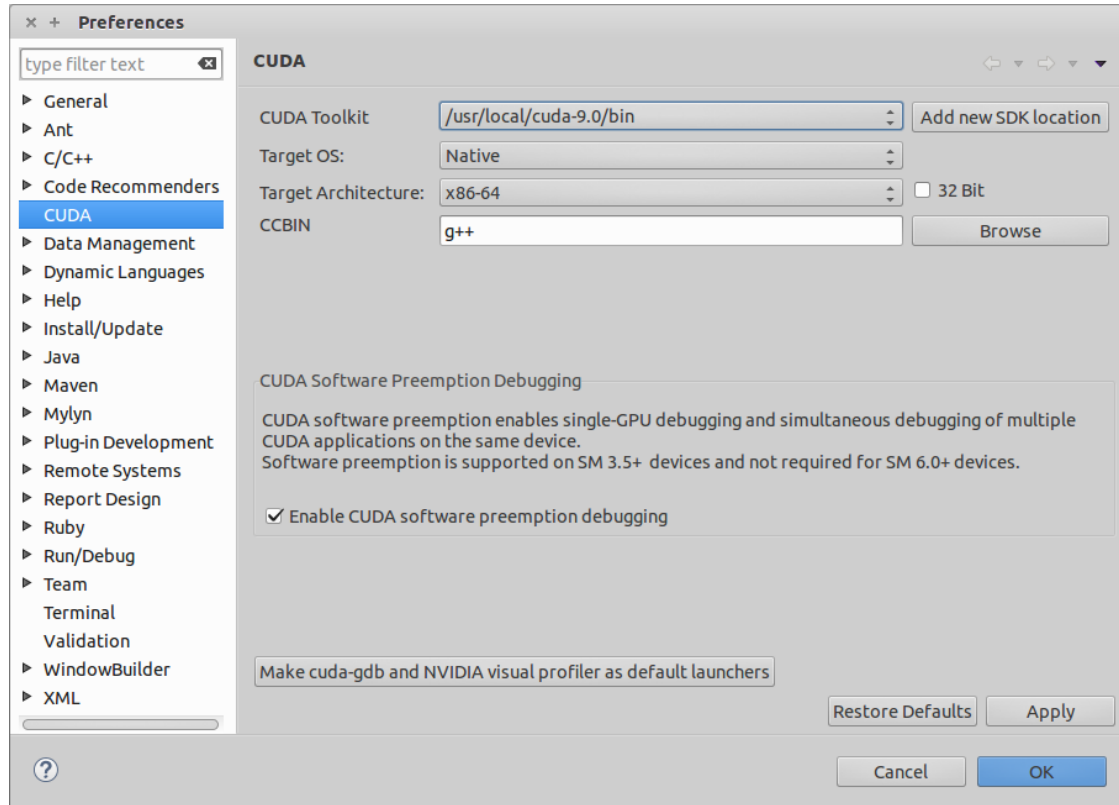 Preferences
type filter text
General
Ant
C/C++
Code Recommenders
CUDA
Data Management
Dynamic Languages
Help
Install/Update
Java
Maven
Mylyn
Plug-in Development
Remote Systems
Report Design
Ruby
Run/Debug
Team
Terminal
Validation
WindowBuilder
XML
CUDA
CUDA Toolkit
/usr/local/cuda-9.0/bin
Add new SDK location
Target OS:
Native
Target Architecture:
x86-64
32 Bit
CCBIN
g++
Browse
CUDA Software Preemption Debugging
CUDA software preemption enables single-GPU debugging and simultaneous debugging of multiple
CUDA applications on the same device.
Software preemption is supported on SM 3.5+ devices and not required for SM 6.0+ devices.
Enable CUDA software preemption debugging
Make cuda-gdb and NVIDIA visual profiler as default launchers
Restore Defaults
Apply
Cancel
OK